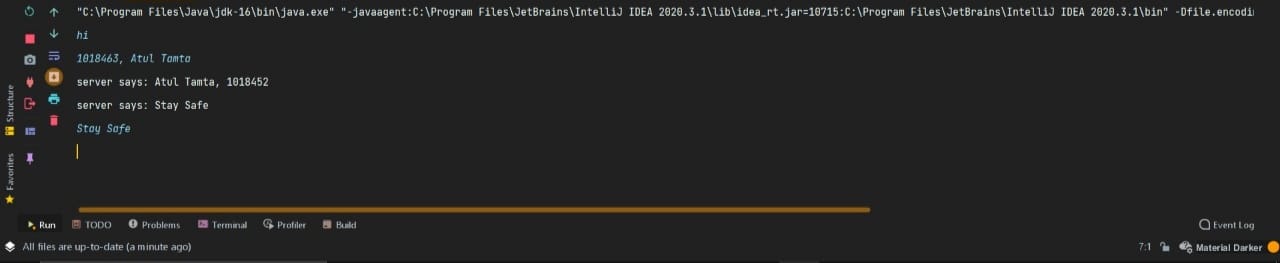 "C:\Program Files\Java\jdk-16\bin\java.exe" "-javaagent:C:\Program Files\JetBrains\IntelliJ IDEA 2020.3.1\lib\idea_rt.jar=10715:C:\Program Files\JetBrains\IntelliJ IDEA 2020.3.1\bin" -Dfile.encodin
hi
1018463, Atul Tamta
server says: Atul Tamta, 1018452
server says: Stay Safe
Stay Safe
Structure
Favorites
Run TODO Problems Terminal Profiler Build Event Log
All files are up-to-date (a minute ago) 7:1 Material Darker